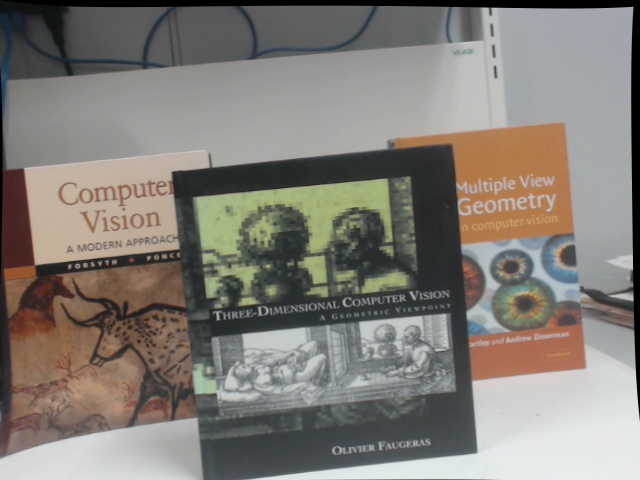 Computer
Vision
A MODERN APPROACH
FORSYTH PONCE
THREE-DIMENSIONAL COMPUTER VISION
A GEOMETRIC VIEWPOINT
OLIVIER FAUGERAS
Multiple View
Geometry
in computer vision
and Andrew Zisserman